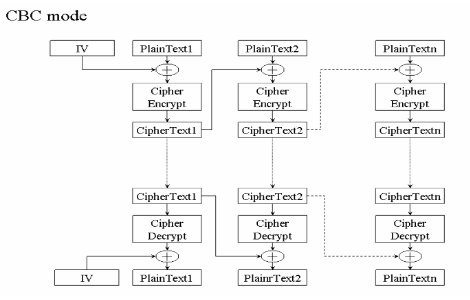 CBC mode
IV PlainText1 PlainText2 PlainTextn
Cipher Encrypt Cipher Encrypt Cipher Encrypt
CipherText1 CipherText2 CipherTextn
CipherText1 CipherText2 CipherTextn
Cipher Decrypt Cipher Decrypt Cipher Decrypt
IV PlainText1 PlainrText2 PlainTextn